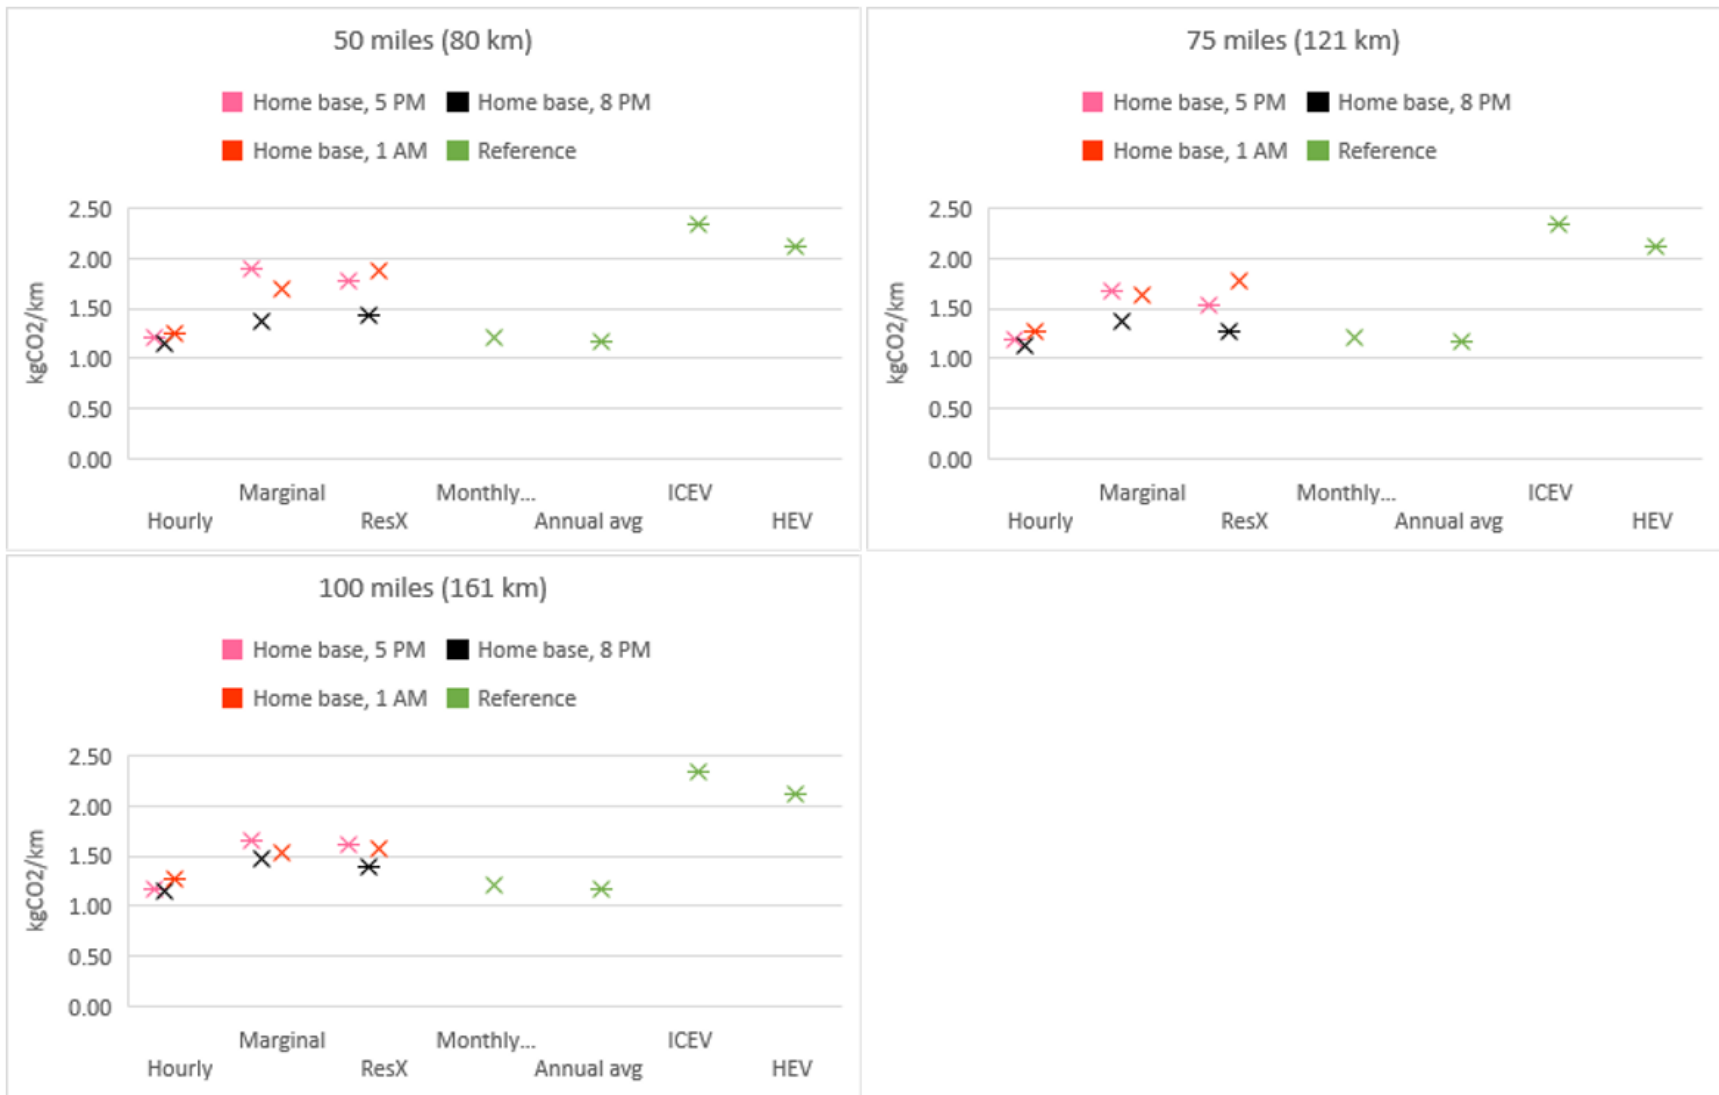 50 miles (80 km)
Home base, 5 PM
Home base, 8 PM
Home base, 1 AM
Reference
2.50
2.00
1.50
1.00
0.50
0.00
kgCO2/km
Marginal
Monthly...
ICEV
Hourly
ResX
Annual avg
HEV
75 miles (121 km)
Home base, 5 PM
Home base, 8 PM
Home base, 1 AM
Reference
2.50
2.00
1.50
1.00
0.50
0.00
kgCO2/km
Marginal
Monthly...
ICEV
Hourly
ResX
Annual avg
HEV
100 miles (161 km)
Home base, 5 PM
Home base, 8 PM
Home base, 1 AM
Reference
2.50
2.00
1.50
1.00
0.50
0.00
kgCO2/km
Marginal
Monthly...
ICEV
Hourly
ResX
Annual avg
HEV